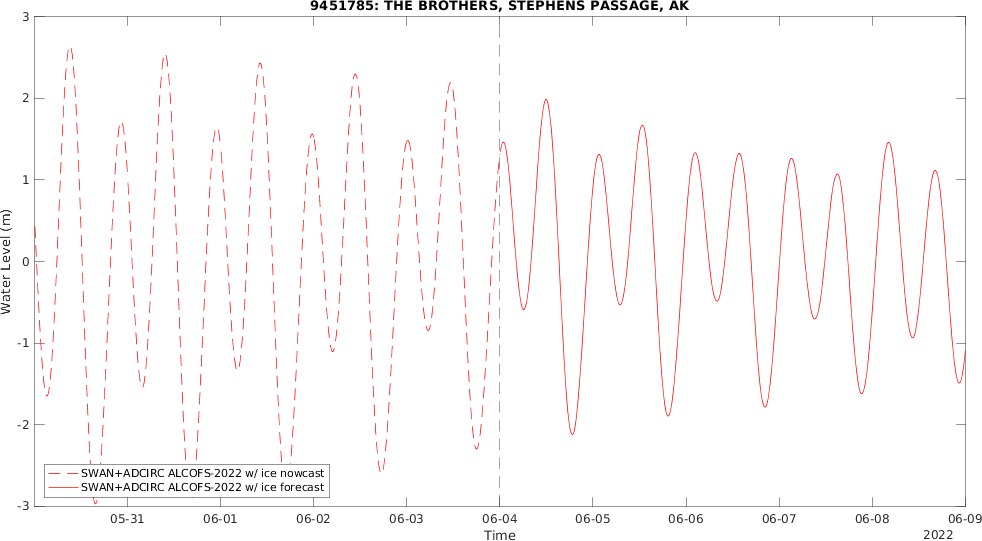 9451785: THE BROTHERS, STEPHENS PASSAGE, AK
3
2
1
0
-1
-2
-3
Water Level (m)
SWAN+ADCIRC ALCOFS-2022 w/ ice nowcast
SWAN+ADCIRC ALCOFS-2022 w/ ice forecast
05-31 06-01 06-02 06-03 06-04 06-05 06-06 06-07 06-08 06-09
Time
2022